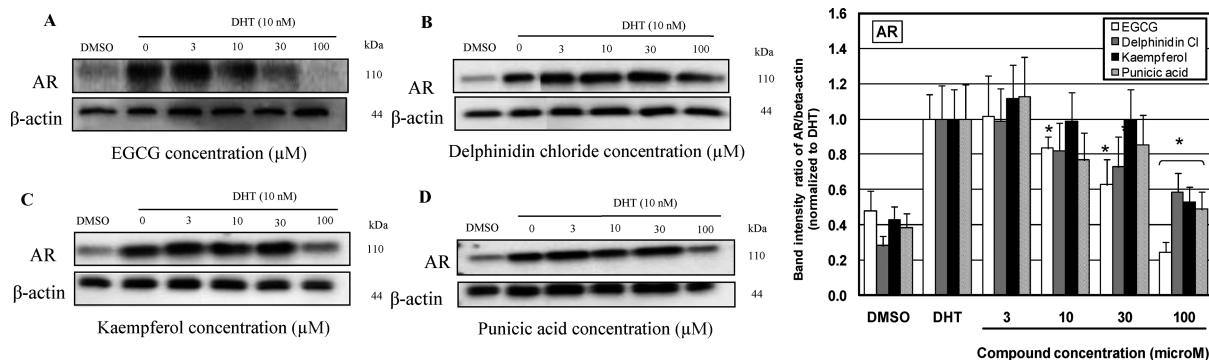 A
DHT (10 nM)
DMSO 0 3 10 30 100 kDa
AR 110
β-actin 44
EGCG concentration (µM)
B
DHT (10 nM)
DMSO 0 3 10 30 100 kDa
AR 110
β-actin 44
Delphinidin chloride concentration (µM)
C
DHT (10 nM)
DMSO 0 3 10 30 100 kDa
AR 110
β-actin 44
Kaempferol concentration (µM)
D
DHT (10 nM)
DMSO 0 3 10 30 100 kDa
AR 110
β-actin 44
Punicic acid concentration (µM)
AR
EGCG
Delphinidin Cl
Kaempferol
Punicic acid
Band intensity ratio of AR/beta-actin
(normalized to DHT)
1.6
1.4
1.2
1.0
0.8
0.6
0.4
0.2
0.0
* * * *
DMSO DHT 3 10 30 100
Compound concentration (microM)